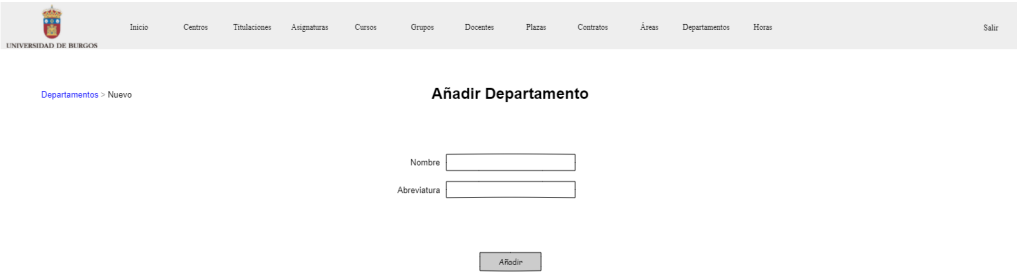 Inicio Centros Titulaciones Asignaturas Cursos Grupos Docentes Plazas Contratos Áreas Departamentos Horas Salir
UNIVERSIDAD DE BURGOS
Departamentos > Nuevo
Añadir Departamento
Nombre
Abreviatura
Añadir